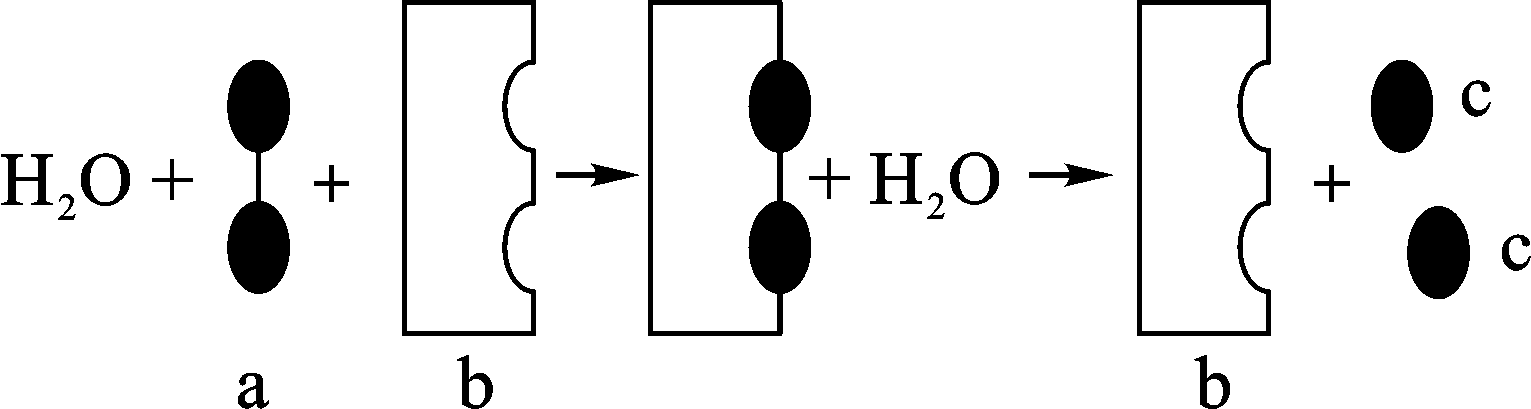 H₂O + + → + H₂O → + c
c
a b b